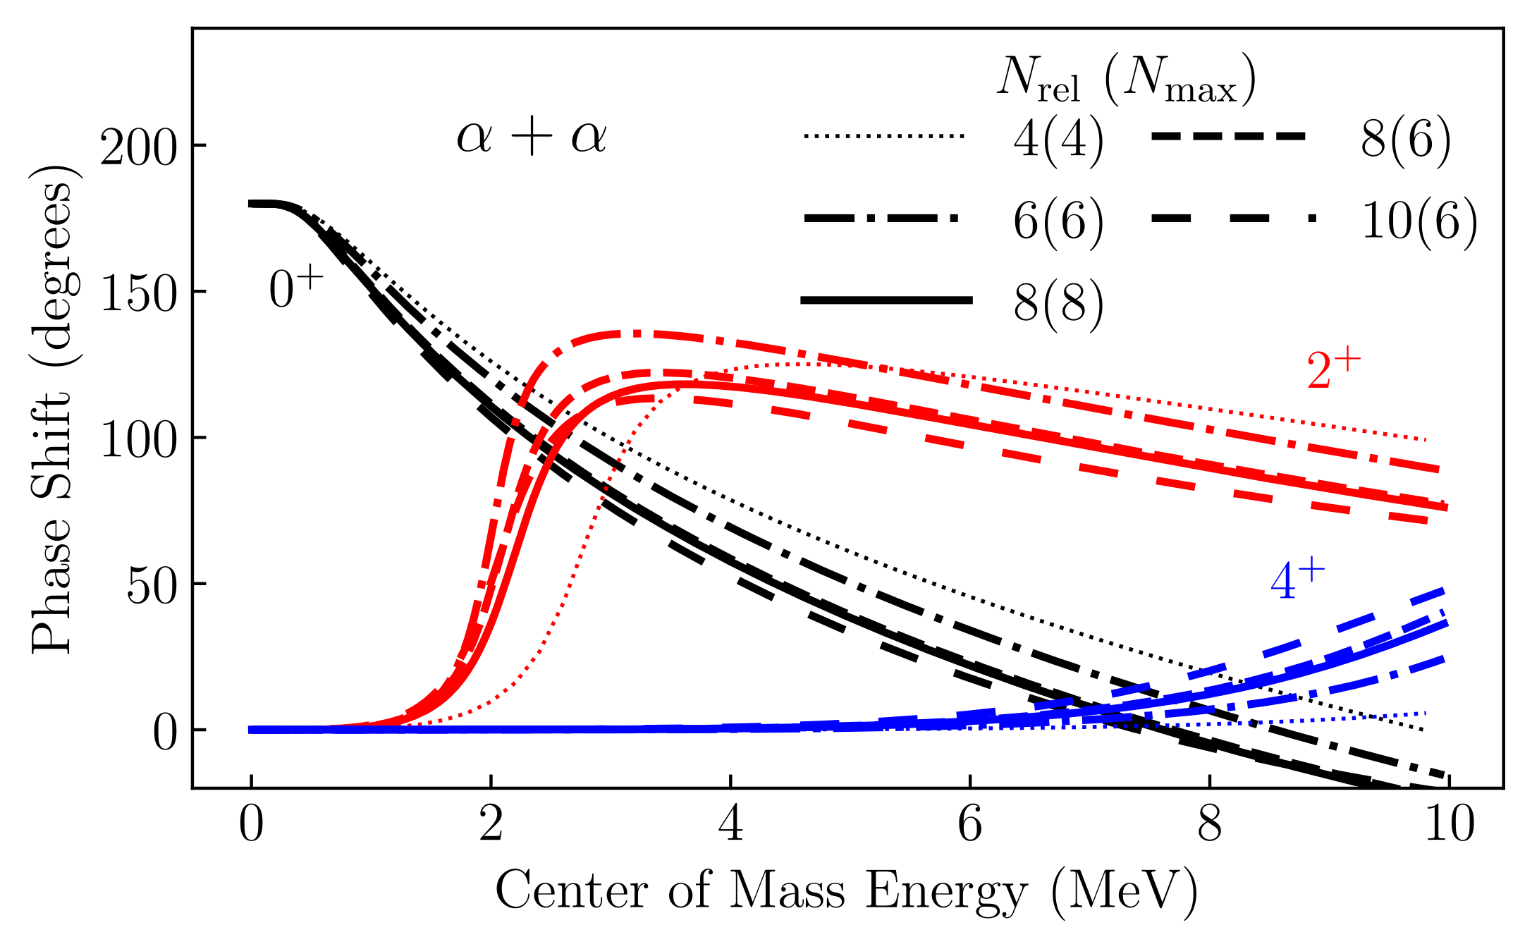 N_rel (N_max)
α + α
4(4) 8(6)
6(6) 10(6)
8(8)
0⁺
2⁺
4⁺
Phase Shift (degrees)
200
150
100
50
0
0 2 4 6 8 10
Center of Mass Energy (MeV)